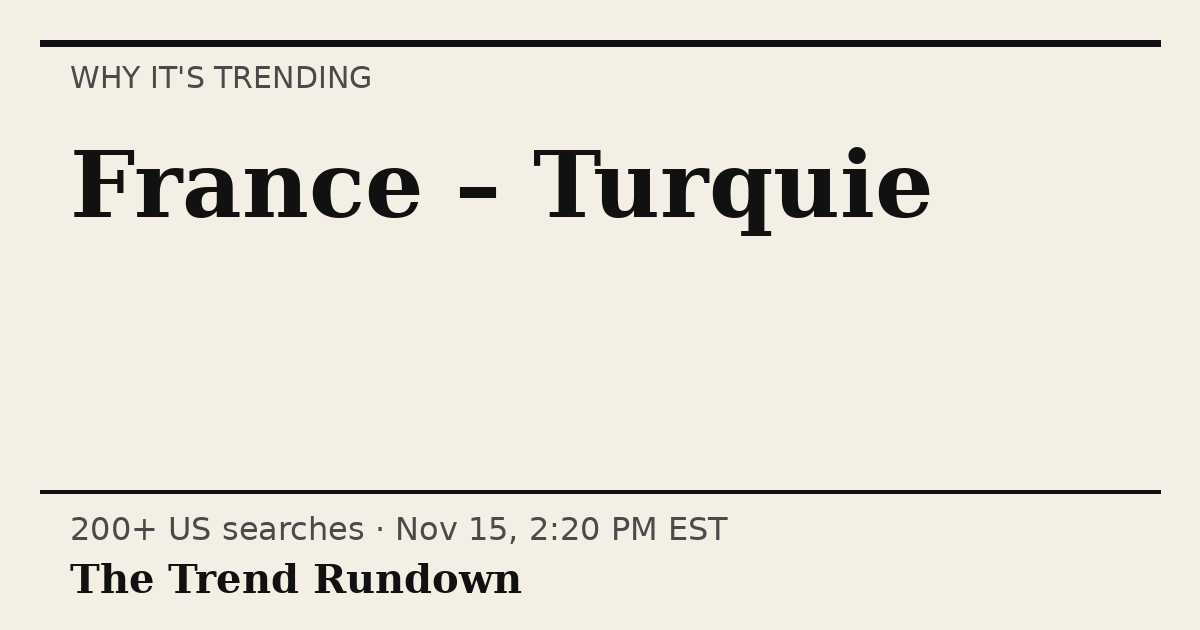 WHY IT'S TRENDING
France – Turquie
200+ US searches · Nov 15, 2:20 PM EST
The Trend Rundown